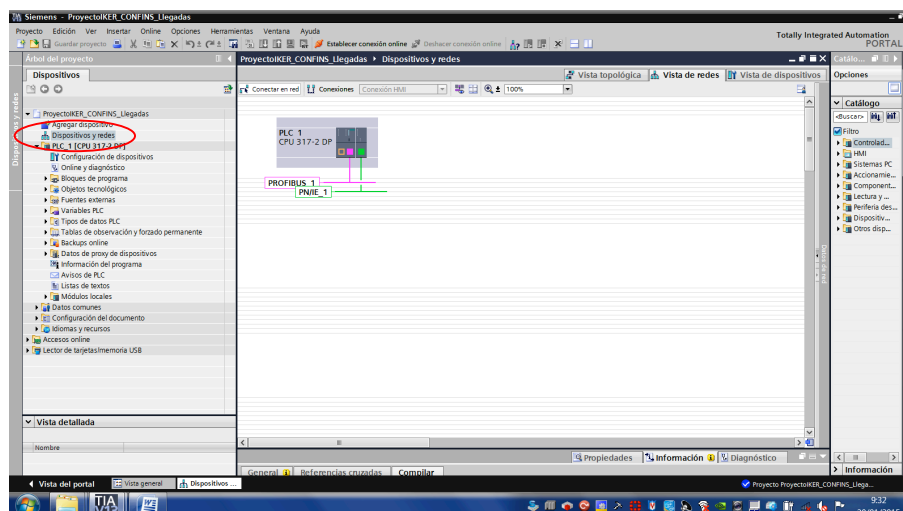 Siemens - ProyectoIKER_CONFINS_Llegadas
Proyecto Edición Ver Insertar Online Opciones Herramientas Ventana Ayuda
Totally Integrated Automation
PORTAL
Guardar proyecto Establecer conexión online Deshacer conexión online
Árbol del proyecto
ProyectoIKER_CONFINS_Llegadas Dispositivos y redes
Catálo...
Dispositivos
Vista topológica Vista de redes Vista de dispositivos
Opciones
Conectar en red Conexiones Conexión HMI 100%
Dispositivos y redes
ProyectoIKER_CONFINS_Llegadas
Agregar dispositivo
Dispositivos y redes
PLC_1 [CPU 317-2 DP]
Configuración de dispositivos
Online y diagnóstico
Bloques de programa
Objetos tecnológicos
Fuentes externas
Variables PLC
Tipos de datos PLC
Tablas de observación y forzado permanente
Backups online
Datos de proxy de dispositivos
Información del programa
Avisos de PLC
Listas de textos
Módulos locales
Datos comunes
Configuración del documento
Idiomas y recursos
Accesos online
Lector de tarjetas/memoria USB
Vista detallada
Nombre
PLC_1
CPU 317-2 DP
PROFIBUS_1
PN/IE_1
Datos de red
Catálogo
<Buscar>
Filtro
Controlad...
HMI
Sistemas PC
Accionamie...
Component...
Lectura y ...
Periferia des...
Dispositiv...
Otros disp...
Propiedades Información Diagnóstico
General Referencias cruzadas Compilar
Información
Vista del portal Vista general Dispositivos ...
Proyecto ProyectoIKER_CONFINS_Llega...
TIA
V13
9:32